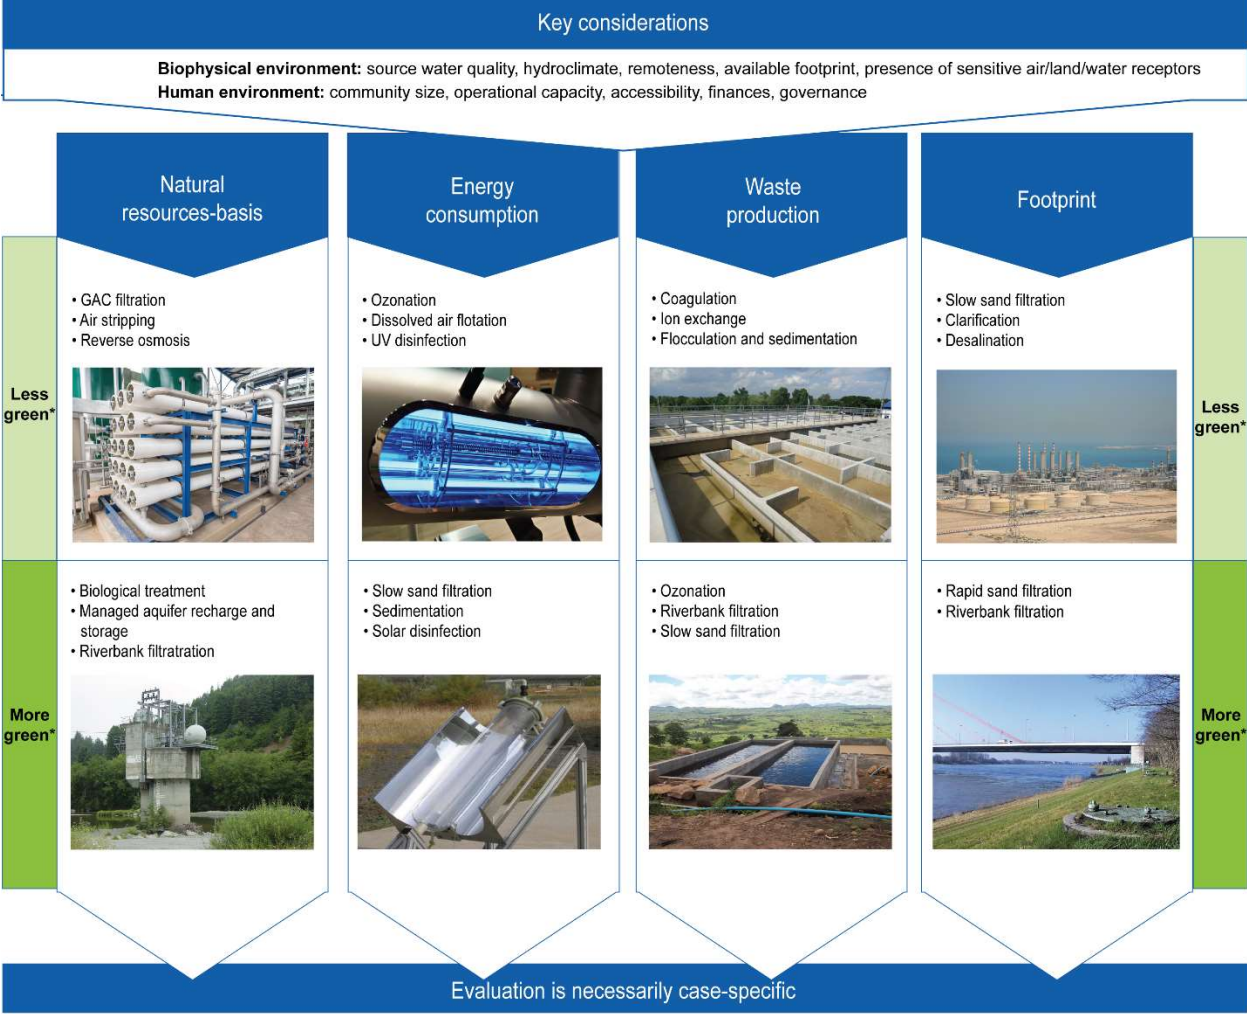 Key considerations
Biophysical environment: source water quality, hydroclimate, remoteness, available footprint, presence of sensitive air/land/water receptors
Human environment: community size, operational capacity, accessibility, finances, governance
Natural
resources-basis
Energy
consumption
Waste
production
Footprint
Less
green*
• GAC filtration
• Air stripping
• Reverse osmosis
• Ozonation
• Dissolved air flotation
• UV disinfection
• Coagulation
• Ion exchange
• Flocculation and sedimentation
• Slow sand filtration
• Clarification
• Desalination
Less
green*
More
green*
• Biological treatment
• Managed aquifer recharge and
storage
• Riverbank filtratration
• Slow sand filtration
• Sedimentation
• Solar disinfection
• Ozonation
• Riverbank filtration
• Slow sand filtration
• Rapid sand filtration
• Riverbank filtration
More
green*
Evaluation is necessarily case-specific